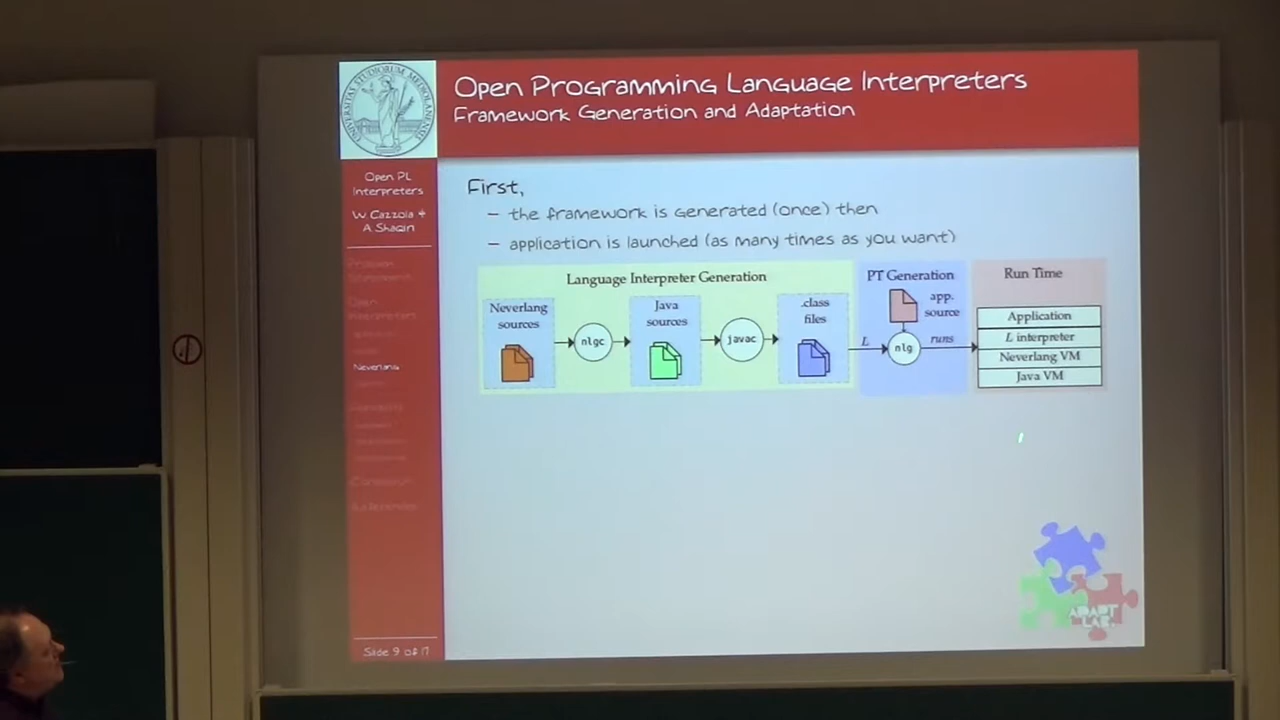 Open Programming Language Interpreters
Framework Generation and Adaptation
Open PL
Interpreters
W. Cazzola &
A. Shaqiri
Neverlang
Slide 9 of 17
First,
– the framework is generated (once) then
– application is launched (as many times as you want)
Language Interpreter Generation
Neverlang
sources
nlgc
Java
sources
javac
.class
files
L
PT Generation
app.
source
nlg
runs
Run Time
Application
L interpreter
Neverlang VM
Java VM
ADAPT
LAB.